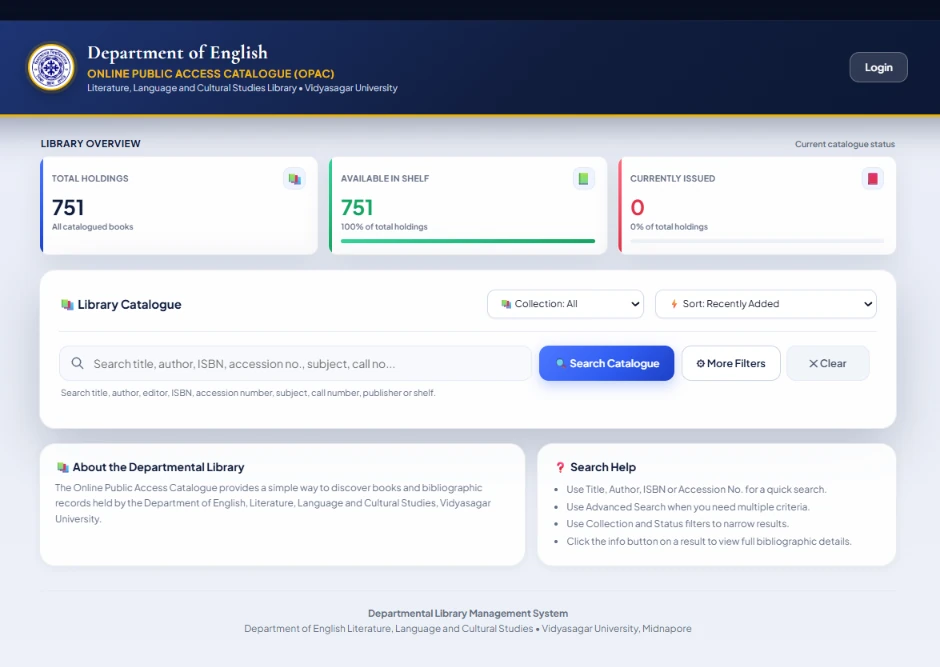 Department of English
ONLINE PUBLIC ACCESS CATALOGUE (OPAC)
Literature, Language and Cultural Studies Library • Vidyasagar University
Login
LIBRARY OVERVIEW
Current catalogue status
TOTAL HOLDINGS
751
All catalogued books
AVAILABLE IN SHELF
751
100% of total holdings
CURRENTLY ISSUED
0
0% of total holdings
Library Catalogue
Collection: All
Sort: Recently Added
Search title, author, ISBN, accession no., subject, call no...
Search Catalogue
More Filters
Clear
Search title, author, editor, ISBN, accession number, subject, call number, publisher or shelf.
About the Departmental Library
The Online Public Access Catalogue provides a simple way to discover books and bibliographic
records held by the Department of English, Literature, Language and Cultural Studies, Vidyasagar
University.
Search Help
• Use Title, Author, ISBN or Accession No. for a quick search.
• Use Advanced Search when you need multiple criteria.
• Use Collection and Status filters to narrow results.
• Click the info button on a result to view full bibliographic details.
Departmental Library Management System
Department of English Literature, Language and Cultural Studies • Vidyasagar University, Midnapore